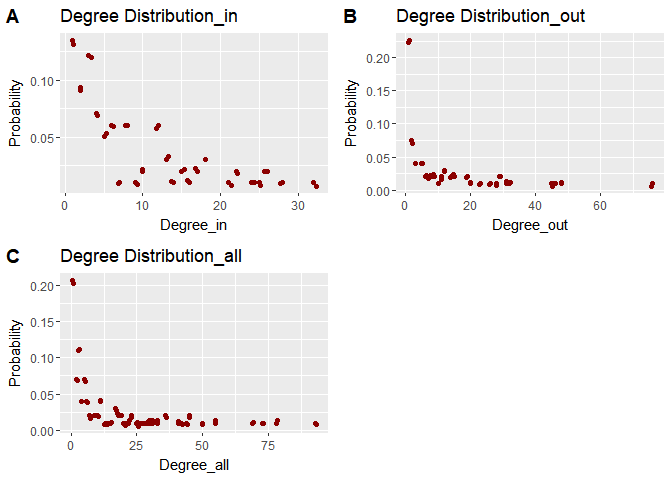 A
Degree Distribution_in
Probability
0.10
0.05
0
10
20
30
Degree_in
B
Degree Distribution_out
Probability
0.20
0.15
0.10
0.05
0.00
0
20
40
60
Degree_out
C
Degree Distribution_all
Probability
0.20
0.15
0.10
0.05
0.00
0
25
50
75
Degree_all